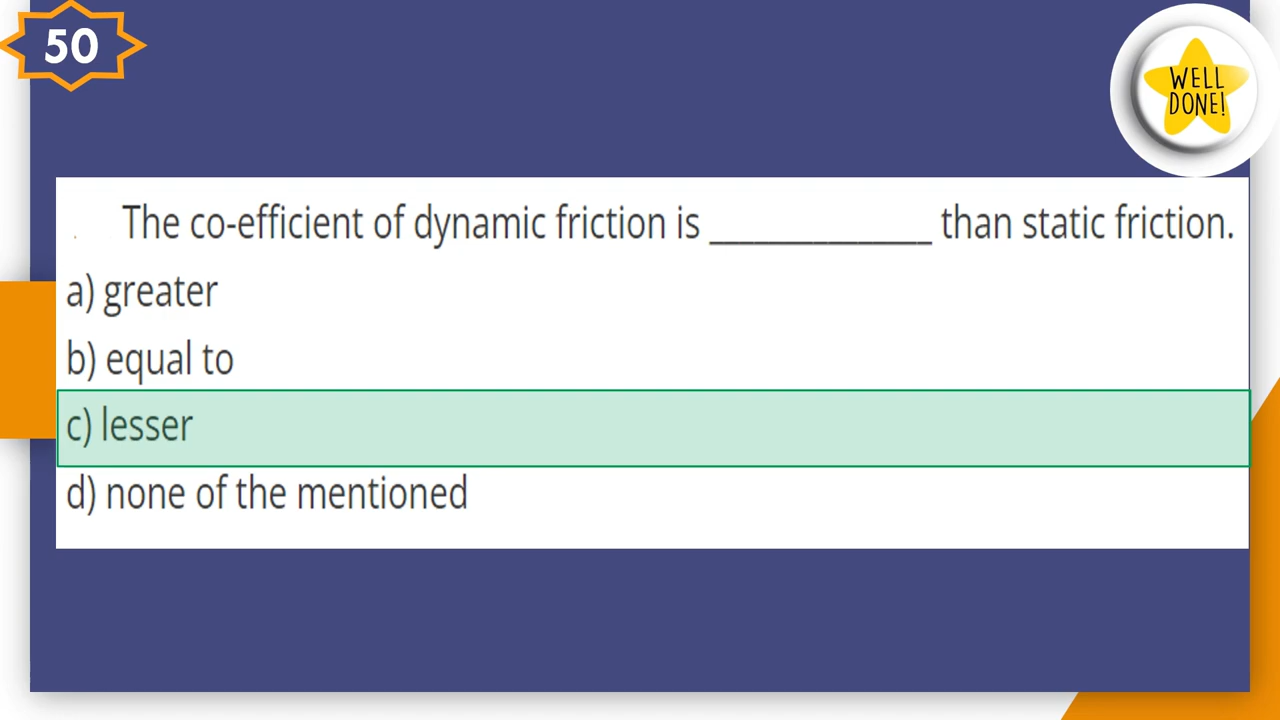 50
WELL
DONE!
The co-efficient of dynamic friction is _____________ than static friction.
a) greater
b) equal to
c) lesser
d) none of the mentioned